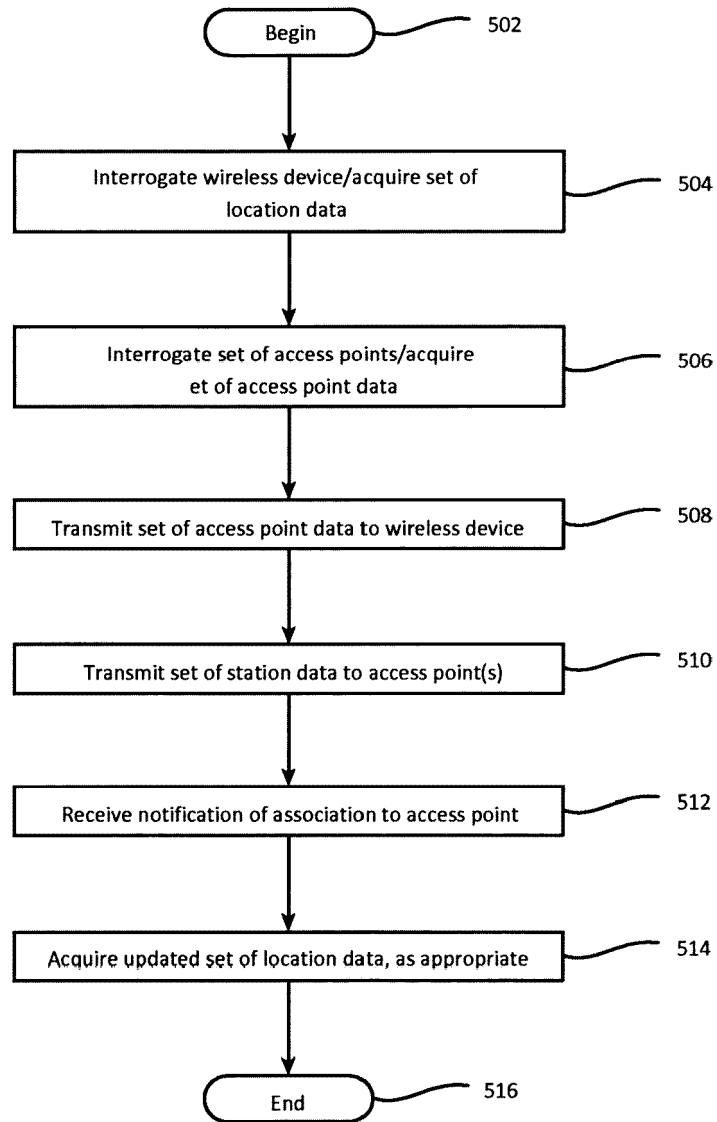 Begin
502
Interrogate wireless device/acquire set of
location data
504
Interrogate set of access points/acquire
et of access point data
506
Transmit set of access point data to wireless device
508
Transmit set of station data to access point(s)
510
Receive notification of association to access point
512
Acquire updated set of location data, as appropriate
514
End
516